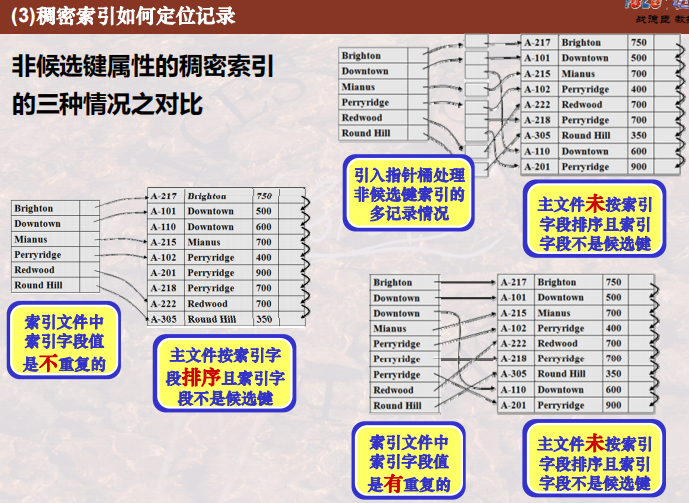 (3)稠密索引如何定位记录
战德臣 教
非候选键属性的稠密索引
的三种情况之对比
Brighton
Downtown
Mianus
Perryridge
Redwood
Round Hill
A-217 Brighton 750
A-101 Downtown 500
A-215 Mianus 700
A-102 Perryridge 400
A-222 Redwood 700
A-218 Perryridge 700
A-305 Round Hill 350
A-110 Downtown 600
A-201 Perryridge 900
引入指针桶处理
非候选键索引的
多记录情况
主文件未按索引
字段排序且索引
字段不是候选键
Brighton
Downtown
Mianus
Perryridge
Redwood
Round Hill
A-217 Brighton 750
A-101 Downtown 500
A-110 Downtown 600
A-215 Mianus 700
A-102 Perryridge 400
A-201 Perryridge 900
A-218 Perryridge 700
A-222 Redwood 700
A-305 Round Hill 350
索引文件中
索引字段值
是不重复的
主文件按索引字
段排序且索引字
段不是候选键
Brighton
Downtown
Downtown
Mianus
Perryridge
Perryridge
Perryridge
Redwood
Round Hill
A-217 Brighton 750
A-101 Downtown 500
A-215 Mianus 700
A-102 Perryridge 400
A-222 Redwood 700
A-218 Perryridge 700
A-305 Round Hill 350
A-110 Downtown 600
A-201 Perryridge 900
索引文件中
索引字段值
是有重复的
主文件未按索引
字段排序且索引
字段不是候选键